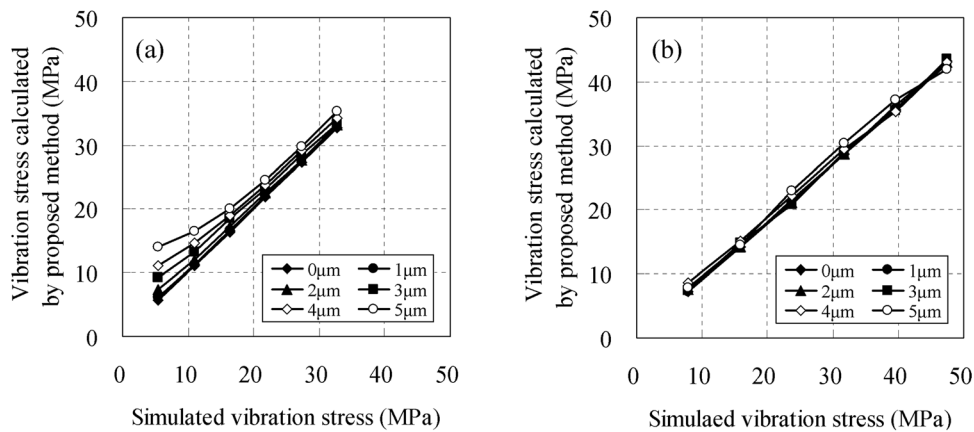 Vibration stress calculated
by proposed method (MPa)
50
40
30
20
10
0
(a)
0μm 1μm
2μm 3μm
4μm 5μm
0 10 20 30 40 50
Simulated vibration stress (MPa)
Vibration stress calculated
by proposed method (MPa)
50
40
30
20
10
0
(b)
0μm 1μm
2μm 3μm
4μm 5μm
0 10 20 30 40 50
Simulaed vibration stress (MPa)